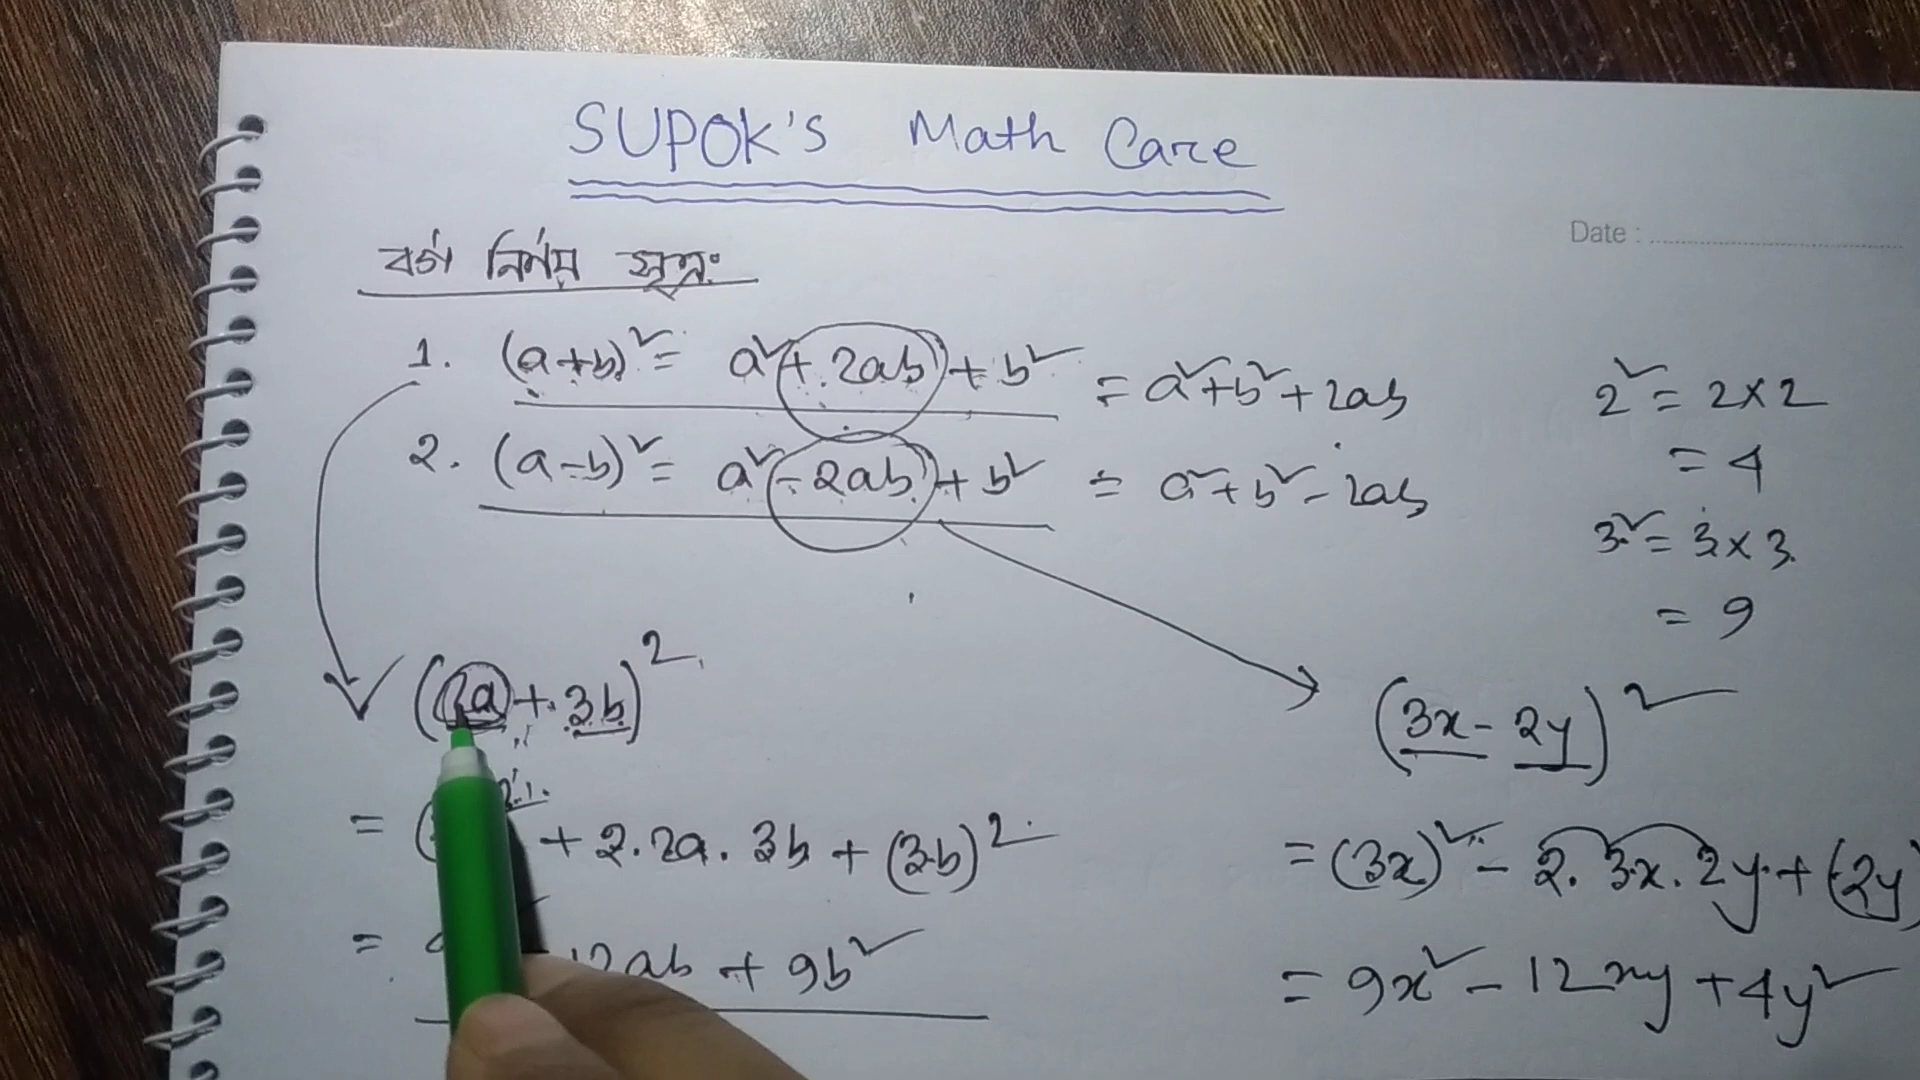 SUPOK's Math Care
Date :
বর্গ নির্ণয় সূত্রঃ
1. (a+b)² = a² + 2ab + b² = a²+b²+2ab
2. (a-b)² = a² - 2ab + b² = a²+b²-2ab
2² = 2×2
= 4
3² = 3×3
= 9
(2a+3b)²
= ( + 2.2a.3b + (3b)²
= 12ab + 9b²
(3x-2y)²
= (3x)² - 2.3x.2y + (2y)
= 9x² - 12xy + 4y²